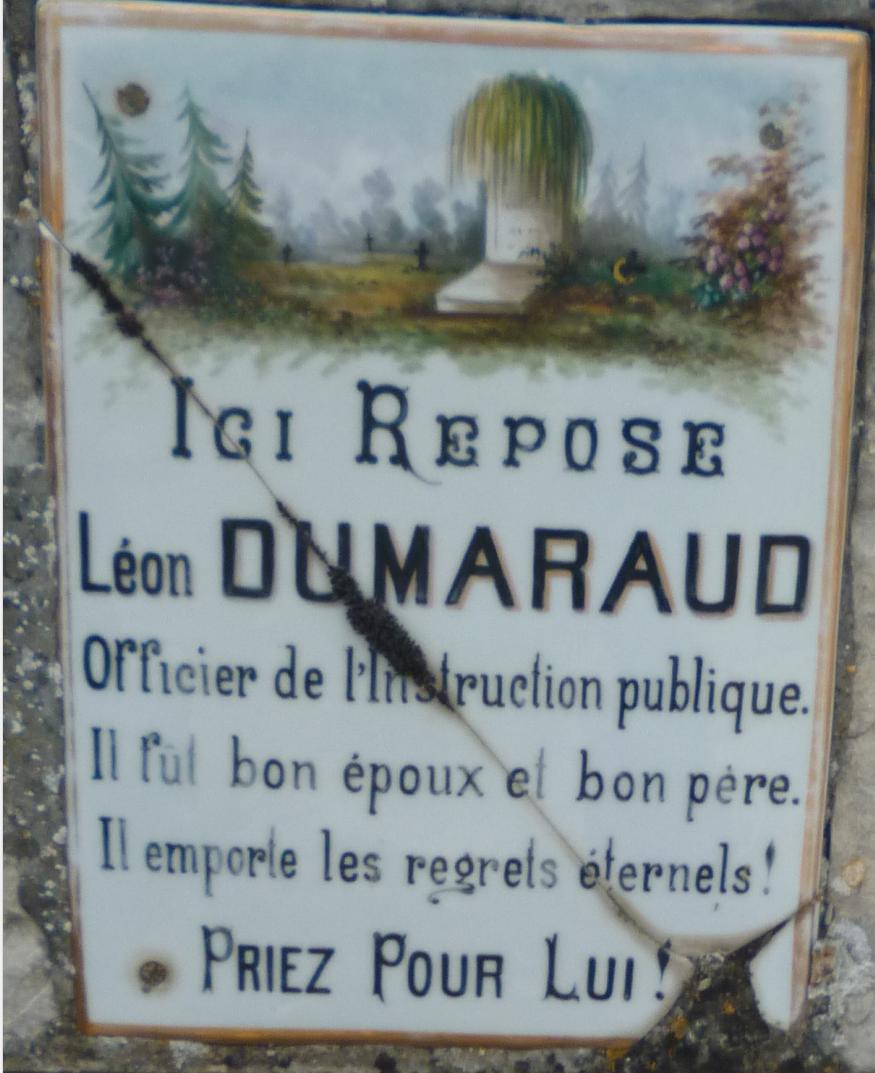 Ici Repose
Léon DUMARAUD
Officier de l'Instruction publique.
Il fût bon époux et bon père.
Il emporte les regrets éternels!
PRIEZ POUR LUI!